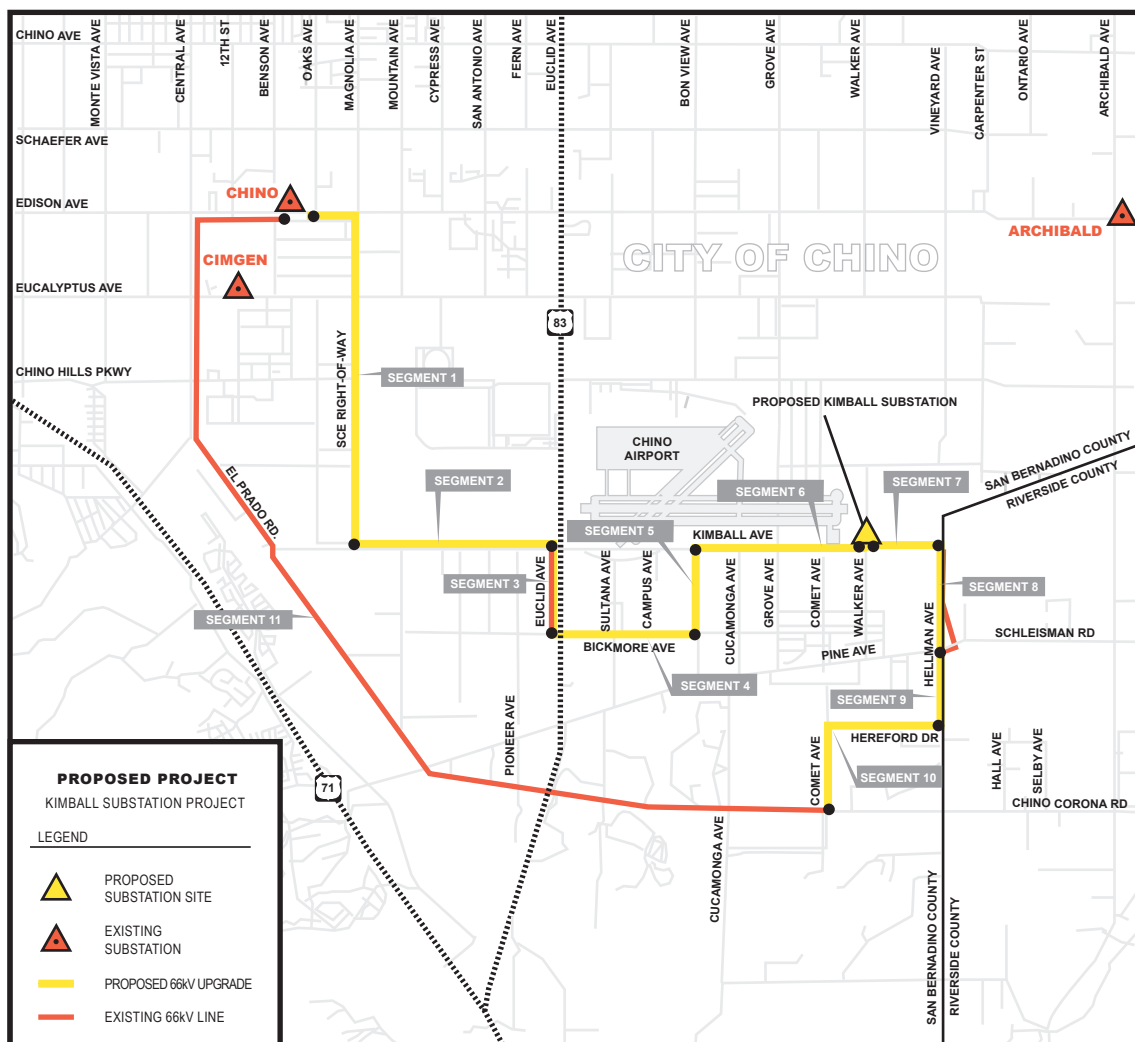 CHINO AVE
MONTE VISTA AVE
CENTRAL AVE
12TH ST
BENSON AVE
OAKS AVE
MAGNOLIA AVE
MOUNTAIN AVE
CYPRESS AVE
SAN ANTONIO AVE
FERN AVE
EUCLID AVE
BON VIEW AVE
GROVE AVE
WALKER AVE
VINEYARD AVE
CARPENTER ST
ONTARIO AVE
ARCHIBALD AVE
SCHAEFER AVE
EDISON AVE
CHINO
ARCHIBALD
CITY OF CHINO
CIMGEN
EUCALYPTUS AVE
83
CHINO HILLS PKWY
SCE RIGHT-OF-WAY
SEGMENT 1
PROPOSED KIMBALL SUBSTATION
CHINO
AIRPORT
SAN BERNADINO COUNTY
RIVERSIDE COUNTY
EL PRADO RD.
SEGMENT 2
SEGMENT 6
SEGMENT 7
SEGMENT 5
KIMBALL AVE
SEGMENT 3
EUCLID AVE
SULTANA AVE
CAMPUS AVE
CUCAMONGA AVE
GROVE AVE
COMET AVE
WALKER AVE
SEGMENT 8
HELLMAN AVE
SCHLEISMAN RD
SEGMENT 11
BICKMORE AVE
PINE AVE
SEGMENT 4
SEGMENT 9
PIONEER AVE
HEREFORD DR
SEGMENT 10
COMET AVE
HALL AVE
SELBY AVE
CHINO CORONA RD
CUCAMONGA AVE
71
SAN BERNADINO COUNTY
RIVERSIDE COUNTY
PROPOSED PROJECT
KIMBALL SUBSTATION PROJECT
LEGEND
PROPOSED
SUBSTATION SITE
EXISTING
SUBSTATION
PROPOSED 66kV UPGRADE
EXISTING 66kV LINE